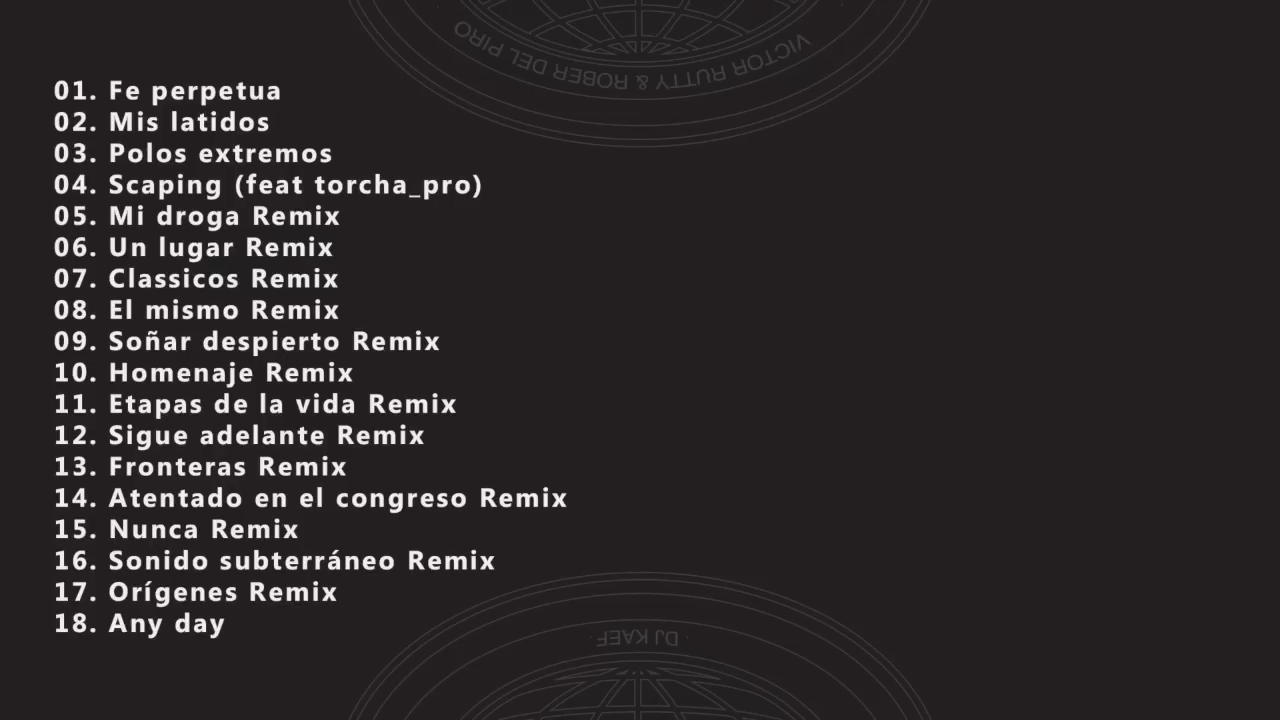 VICTOR RUTTY & ROBER DEL PIRO
01. Fe perpetua
02. Mis latidos
03. Polos extremos
04. Scaping (feat torcha_pro)
05. Mi droga Remix
06. Un lugar Remix
07. Classicos Remix
08. El mismo Remix
09. Soñar despierto Remix
10. Homenaje Remix
11. Etapas de la vida Remix
12. Sigue adelante Remix
13. Fronteras Remix
14. Atentado en el congreso Remix
15. Nunca Remix
16. Sonido subterráneo Remix
17. Orígenes Remix
18. Any day
· DJ KAEF ·